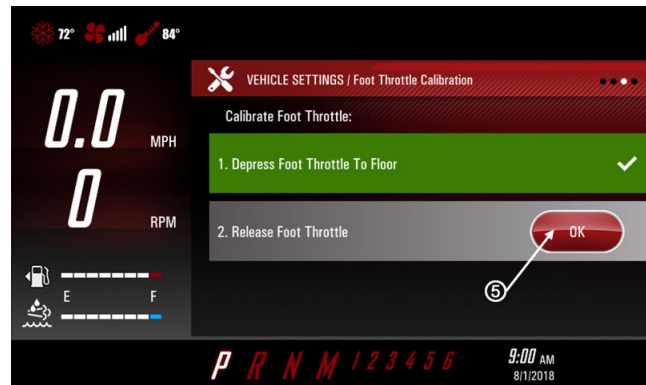 72° 84°
VEHICLE SETTINGS / Foot Throttle Calibration
Calibrate Foot Throttle:
0.0 MPH
1. Depress Foot Throttle To Floor
0 RPM
2. Release Foot Throttle OK
⑤
E F
P R N M 1 2 3 4 5 6
9:00 AM
8/1/2018